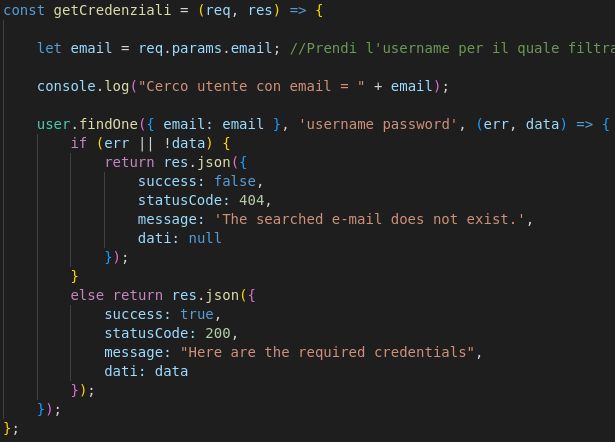 const getCredenziali = (req, res) => {
let email = req.params.email; //Prendi l'username per il quale filtra
console.log("Cerco utente con email = " + email);
user.findOne({ email: email }, 'username password', (err, data) => {
if (err || !data) {
return res.json({
success: false,
statusCode: 404,
message: 'The searched e-mail does not exist.',
dati: null
});
}
else return res.json({
success: true,
statusCode: 200,
message: "Here are the required credentials",
dati: data
});
});
};